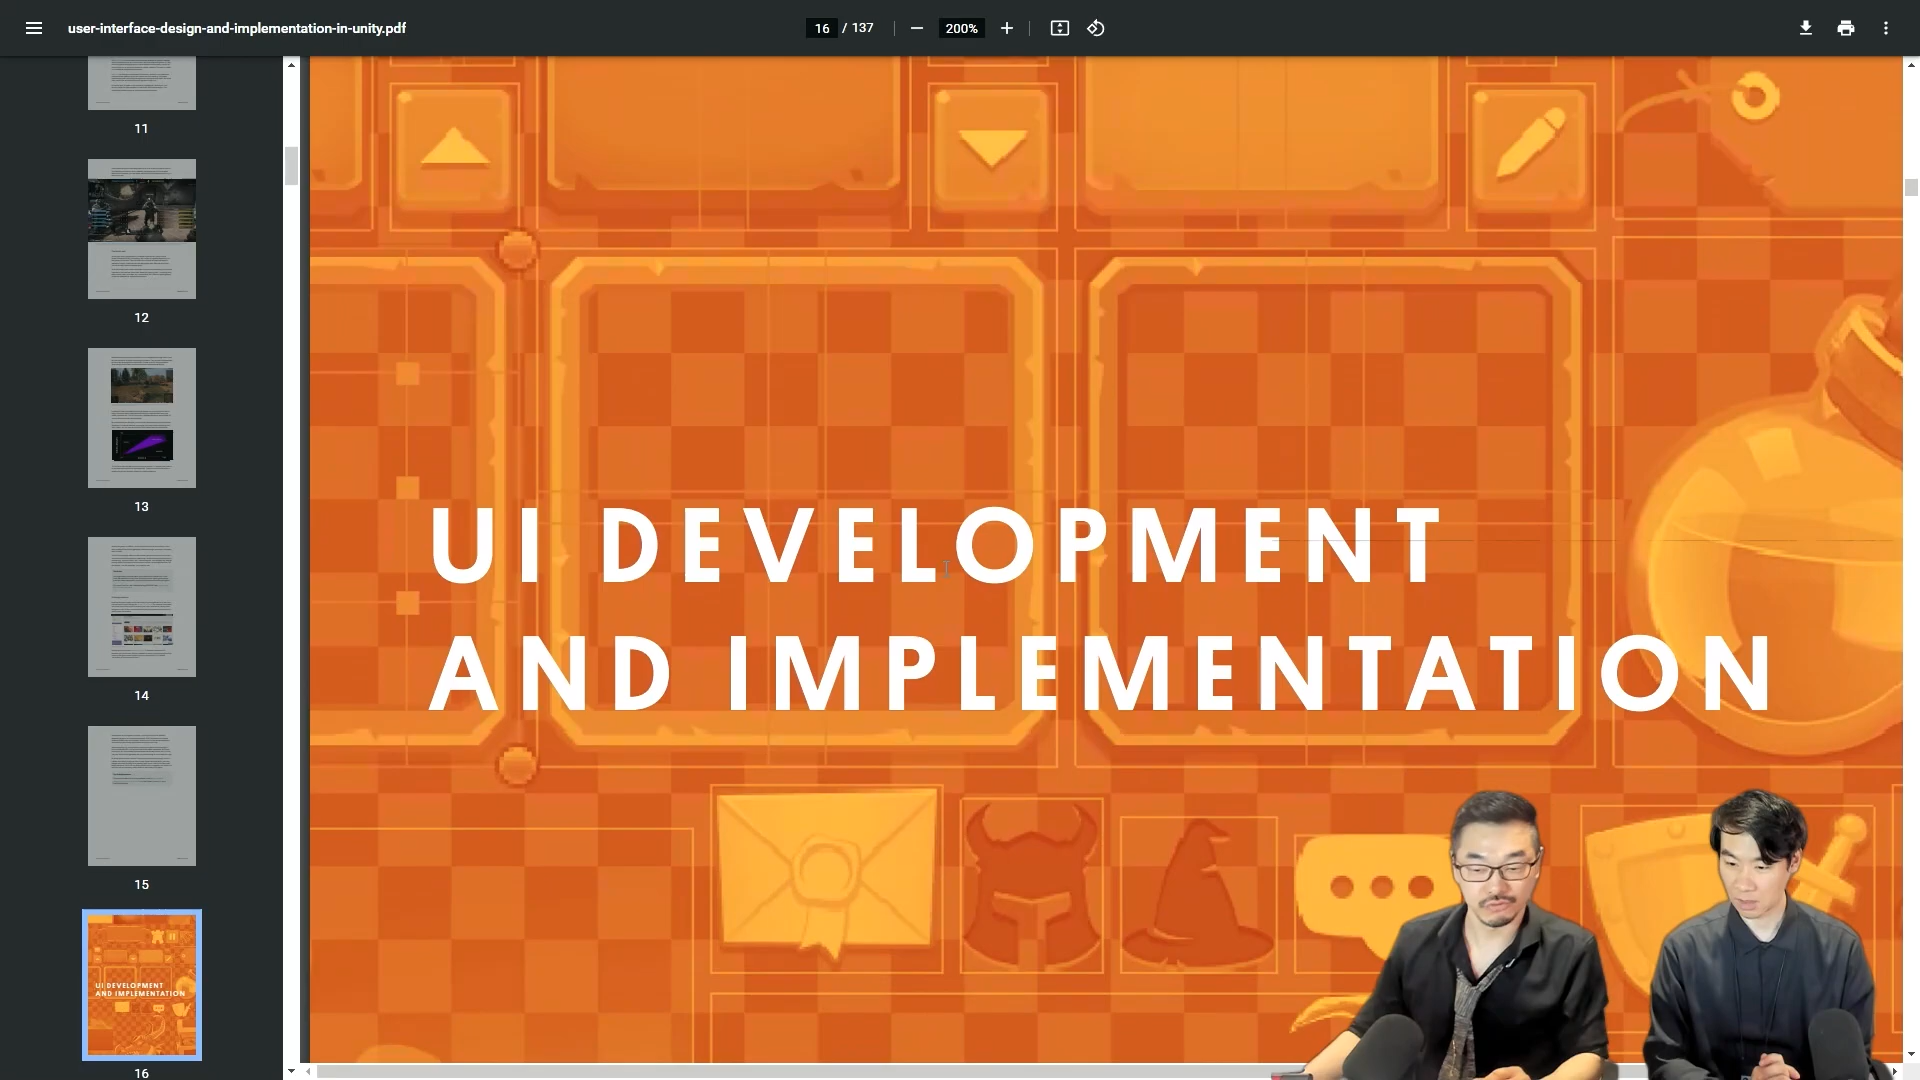 user-interface-design-and-implementation-in-unity.pdf
16 / 137
200%
11
12
13
14
15
UI DEVELOPMENT
AND IMPLEMENTATION
16
UI DEVELOPMENT
AND IMPLEMENTATION